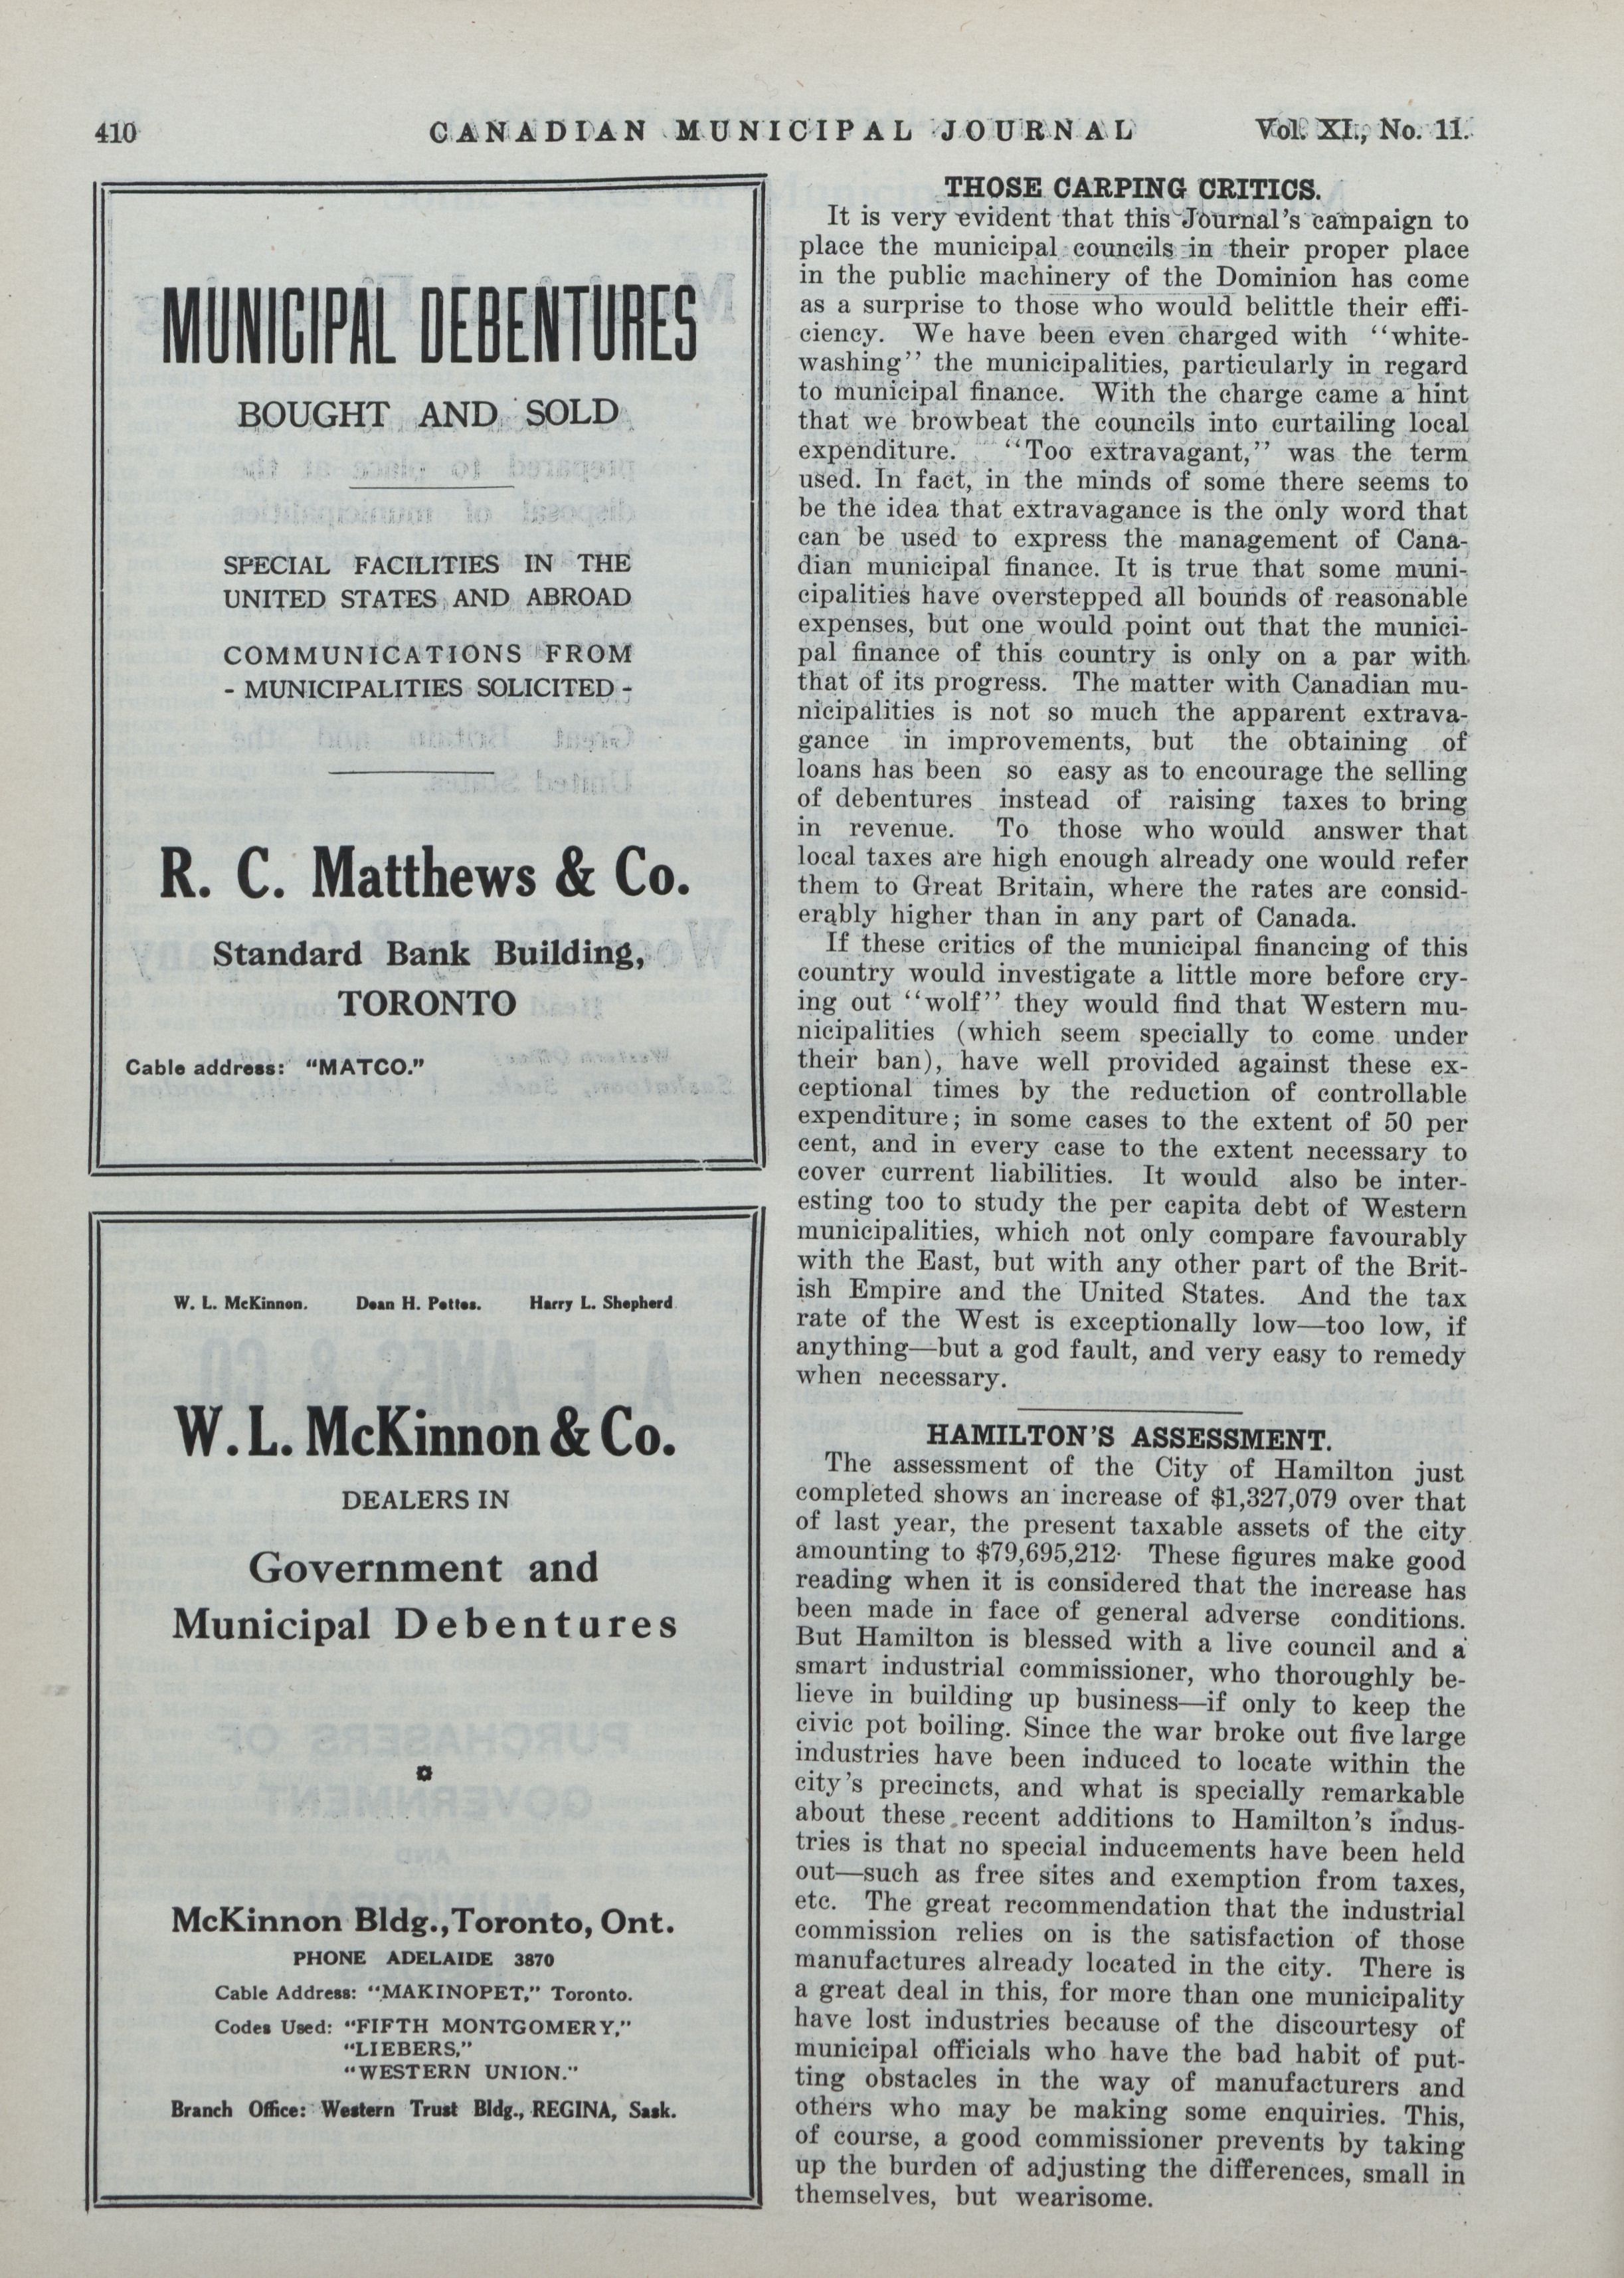 410
CANADIAN MUNICIPAL JOURNAL
Vol. XI., No. 11.
MUNICIPAL DEBENTURES
BOUGHT AND SOLD
SPECIAL FACILITIES IN THE
UNITED STATES AND ABROAD
COMMUNICATIONS FROM
- MUNICIPALITIES SOLICITED -
R. C. Matthews & Co.
Standard Bank Building,
TORONTO
Cable address: "MATCO."
W. L. McKinnon. Dean H. Pettes. Harry L. Shepherd
W. L. McKinnon & Co.
DEALERS IN
Government and
Municipal Debentures
McKinnon Bldg., Toronto, Ont.
PHONE ADELAIDE 3870
Cable Address: "MAKINOPET," Toronto.
Codes Used: "FIFTH MONTGOMERY,"
"LIEBERS,"
"WESTERN UNION."
Branch Office: Western Trust Bldg., REGINA, Sask.
THOSE CARPING CRITICS.
It is very evident that this Journal's campaign to
place the municipal councils in their proper place
in the public machinery of the Dominion has come
as a surprise to those who would belittle their effi-
ciency. We have been even charged with "white-
washing" the municipalities, particularly in regard
to municipal finance. With the charge came a hint
that we browbeat the councils into curtailing local
expenditure. "Too extravagant," was the term
used. In fact, in the minds of some there seems to
be the idea that extravagance is the only word that
can be used to express the management of Cana-
dian municipal finance. It is true that some muni-
cipalities have overstepped all bounds of reasonable
expenses, but one would point out that the munici-
pal finance of this country is only on a par with
that of its progress. The matter with Canadian mu-
nicipalities is not so much the apparent extrava-
gance in improvements, but the obtaining of
loans has been so easy as to encourage the selling
of debentures instead of raising taxes to bring
in revenue. To those who would answer that
local taxes are high enough already one would refer
them to Great Britain, where the rates are consid-
erably higher than in any part of Canada.
If these critics of the municipal financing of this
country would investigate a little more before cry-
ing out "wolf" they would find that Western mu-
nicipalities (which seem specially to come under
their ban), have well provided against these ex-
ceptional times by the reduction of controllable
expenditure; in some cases to the extent of 50 per
cent, and in every case to the extent necessary to
cover current liabilities. It would also be inter-
esting too to study the per capita debt of Western
municipalities, which not only compare favourably
with the East, but with any other part of the Brit-
ish Empire and the United States. And the tax
rate of the West is exceptionally low—too low, if
anything—but a god fault, and very easy to remedy
when necessary.
HAMILTON'S ASSESSMENT.
The assessment of the City of Hamilton just
completed shows an increase of $1,327,079 over that
of last year, the present taxable assets of the city
amounting to $79,695,212. These figures make good
reading when it is considered that the increase has
been made in face of general adverse conditions.
But Hamilton is blessed with a live council and a
smart industrial commissioner, who thoroughly be-
lieve in building up business—if only to keep the
civic pot boiling. Since the war broke out five large
industries have been induced to locate within the
city's precincts, and what is specially remarkable
about these recent additions to Hamilton's indus-
tries is that no special inducements have been held
out—such as free sites and exemption from taxes,
etc. The great recommendation that the industrial
commission relies on is the satisfaction of those
manufactures already located in the city. There is
a great deal in this, for more than one municipality
have lost industries because of the discourtesy of
municipal officials who have the bad habit of put-
ting obstacles in the way of manufacturers and
others who may be making some enquiries. This,
of course, a good commissioner prevents by taking
up the burden of adjusting the differences, small in
themselves, but wearisome.